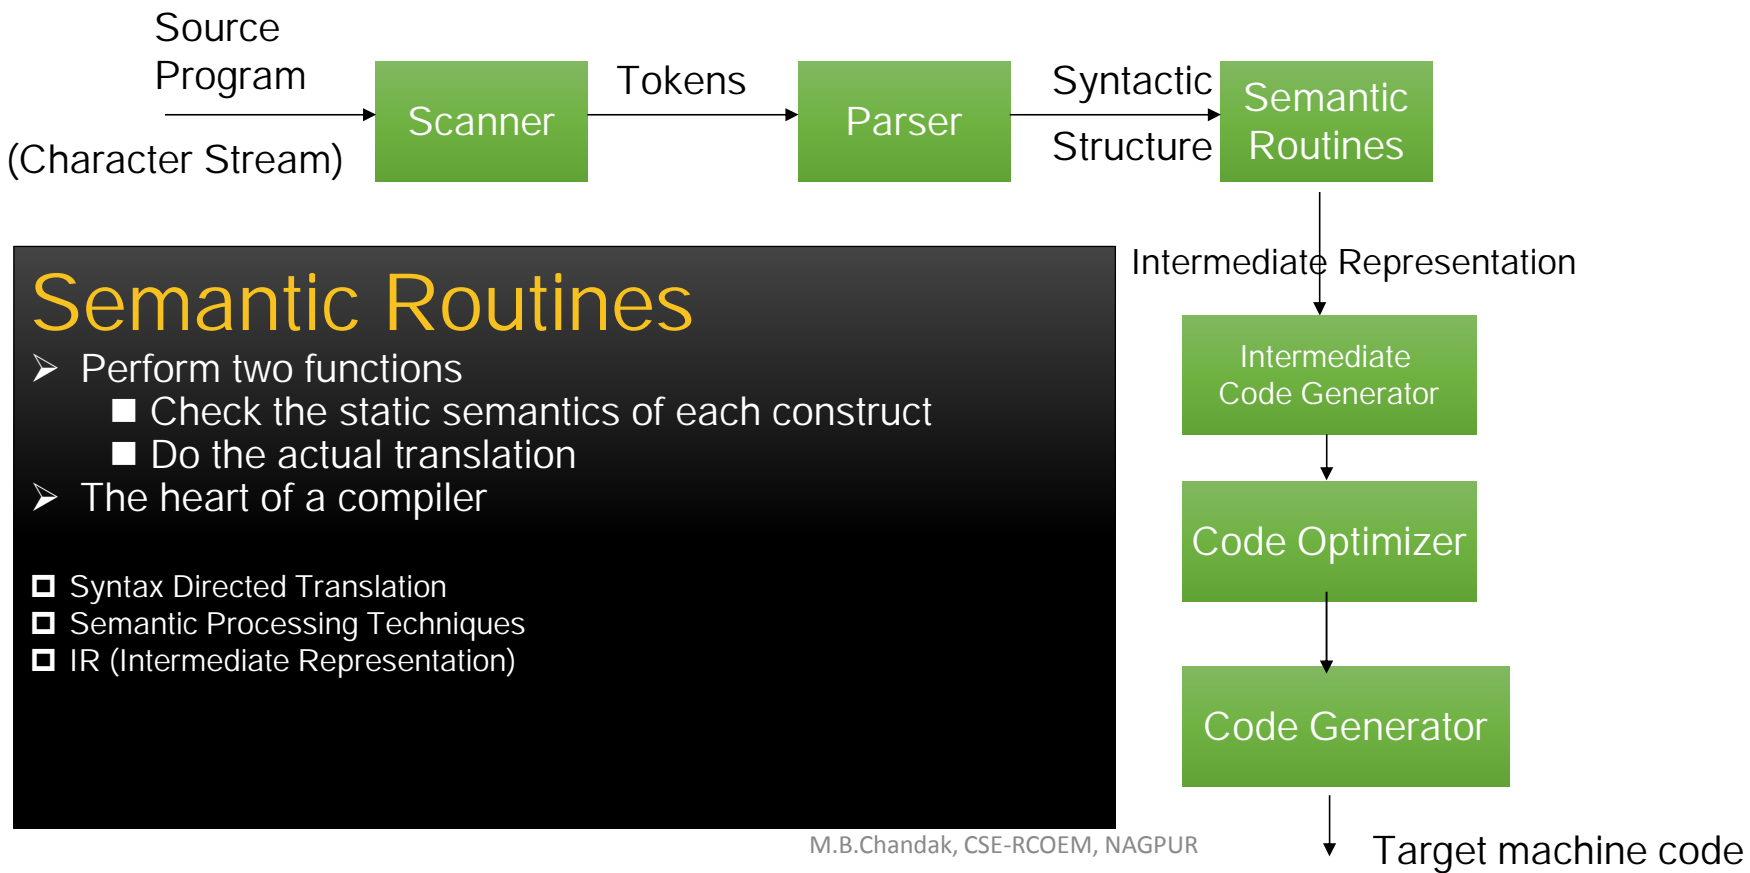 Source
Program
(Character Stream)
Scanner
Tokens
Parser
Syntactic
Structure
Semantic
Routines
Intermediate Representation
Intermediate
Code Generator
Code Optimizer
Code Generator
Target machine code
Semantic Routines
➢ Perform two functions
■ Check the static semantics of each construct
■ Do the actual translation
➢ The heart of a compiler
❑ Syntax Directed Translation
❑ Semantic Processing Techniques
❑ IR (Intermediate Representation)
M.B.Chandak, CSE-RCOEM, NAGPUR